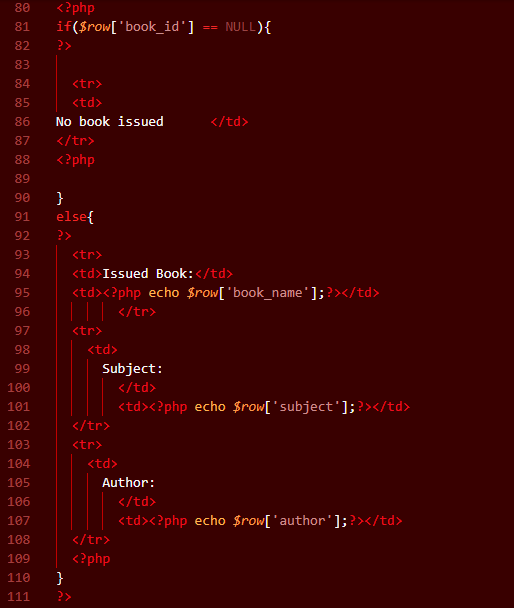 80 <?php
81 if($row['book_id'] == NULL){
82 ?>
83
84 <tr>
85 <td>
86 No book issued </td>
87 </tr>
88 <?php
89
90 }
91 else{
92 ?>
93 <tr>
94 <td>Issued Book:</td>
95 <td><?php echo $row['book_name'];?></td>
96 </tr>
97 <tr>
98 <td>
99 Subject:
100 </td>
101 <td><?php echo $row['subject'];?></td>
102 </tr>
103 <tr>
104 <td>
105 Author:
106 </td>
107 <td><?php echo $row['author'];?></td>
108 </tr>
109 <?php
110 }
111 ?>